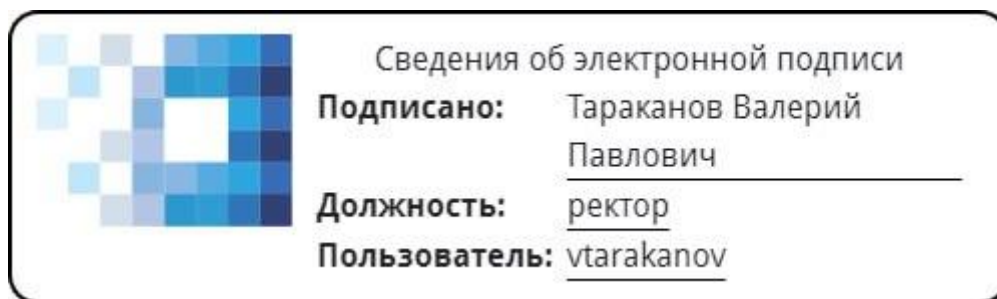 Сведения об электронной подписи
Подписано: Тараканов Валерий
Павлович
Должность: ректор
Пользователь: vtarakanov